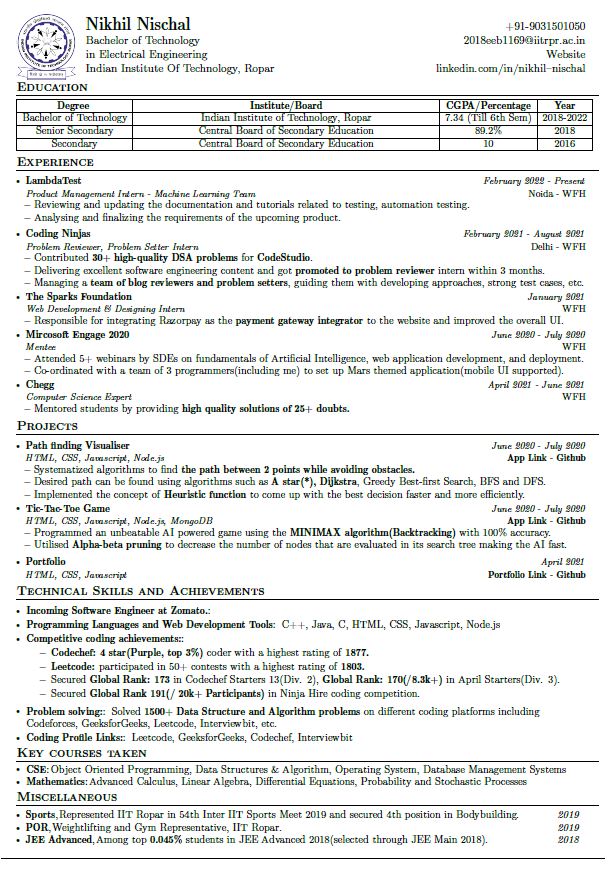 Nikhil Nischal
Bachelor of Technology
in Electrical Engineering
Indian Institute Of Technology, Ropar
+91-9031501050
2018eeb1169@iitrpr.ac.in
Website
linkedin.com/in/nikhil–nischal
EDUCATION
Degree Institute/Board CGPA/Percentage Year
Bachelor of Technology Indian Institute of Technology, Ropar 7.34 (Till 6th Sem) 2018-2022
Senior Secondary Central Board of Secondary Education 89.2% 2018
Secondary Central Board of Secondary Education 10 2016
EXPERIENCE
• LambdaTest February 2022 - Present
Product Management Intern - Machine Learning Team Noida - WFH
– Reviewing and updating the documentation and tutorials related to testing, automation testing.
– Analysing and finalizing the requirements of the upcoming product.
• Coding Ninjas February 2021 - August 2021
Problem Reviewer, Problem Setter Intern Delhi - WFH
– Contributed 30+ high-quality DSA problems for CodeStudio.
– Delivering excellent software engineering content and got promoted to problem reviewer intern within 3 months.
– Managing a team of blog reviewers and problem setters, guiding them with developing approaches, strong test cases, etc.
• The Sparks Foundation January 2021
Web Development & Designing Intern WFH
– Responsible for integrating Razorpay as the payment gateway integrator to the website and improved the overall UI.
• Mircosoft Engage 2020 June 2020 - July 2020
Mentee WFH
– Attended 5+ webinars by SDEs on fundamentals of Artificial Intelligence, web application development, and deployment.
– Co-ordinated with a team of 3 programmers(including me) to set up Mars themed application(mobile UI supported).
• Chegg April 2021 - June 2021
Computer Science Expert WFH
– Mentored students by providing high quality solutions of 25+ doubts.
PROJECTS
• Path finding Visualiser June 2020 - July 2020
HTML, CSS, Javascript, Node.js App Link - Github
– Systematized algorithms to find the path between 2 points while avoiding obstacles.
– Desired path can be found using algorithms such as A star(*), Dijkstra, Greedy Best-first Search, BFS and DFS.
– Implemented the concept of Heuristic function to come up with the best decision faster and more efficiently.
• Tic-Tac-Toe Game June 2020 - July 2020
HTML, CSS, Javascript, Node.js, MongoDB App Link - Github
– Programmed an unbeatable AI powered game using the MINIMAX algorithm(Backtracking) with 100% accuracy.
– Utilised Alpha-beta pruning to decrease the number of nodes that are evaluated in its search tree making the AI fast.
• Portfolio April 2021
HTML, CSS, Javascript Portfolio Link - Github
TECHNICAL SKILLS AND ACHIEVEMENTS
• Incoming Software Engineer at Zomato.:
• Programming Languages and Web Development Tools: C++, Java, C, HTML, CSS, Javascript, Node.js
• Competitive coding achievements::
– Codechef: 4 star(Purple, top 3%) coder with a highest rating of 1877.
– Leetcode: participated in 50+ contests with a highest rating of 1803.
– Secured Global Rank: 173 in Codechef Starters 13(Div. 2), Global Rank: 170(/8.3k+) in April Starters(Div. 3).
– Secured Global Rank 191(/ 20k+ Participants) in Ninja Hire coding competition.
• Problem solving:: Solved 1500+ Data Structure and Algorithm problems on different coding platforms including
Codeforces, GeeksforGeeks, Leetcode, Interviewbit, etc.
• Coding Profile Links:: Leetcode, GeeksforGeeks, Codechef, Interviewbit
KEY COURSES TAKEN
• CSE:Object Oriented Programming, Data Structures & Algorithm, Operating System, Database Management Systems
• Mathematics:Advanced Calculus, Linear Algebra, Differential Equations, Probability and Stochastic Processes
MISCELLANEOUS
• Sports,Represented IIT Ropar in 54th Inter IIT Sports Meet 2019 and secured 4th position in Bodybuilding. 2019
• POR,Weightlifting and Gym Representative, IIT Ropar. 2019
• JEE Advanced,Among top 0.045% students in JEE Advanced 2018(selected through JEE Main 2018). 2018